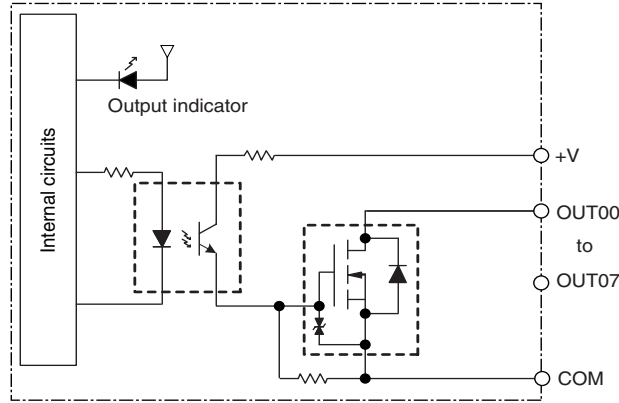 Internal circuits
Output indicator
+V
OUT00
to
OUT07
COM